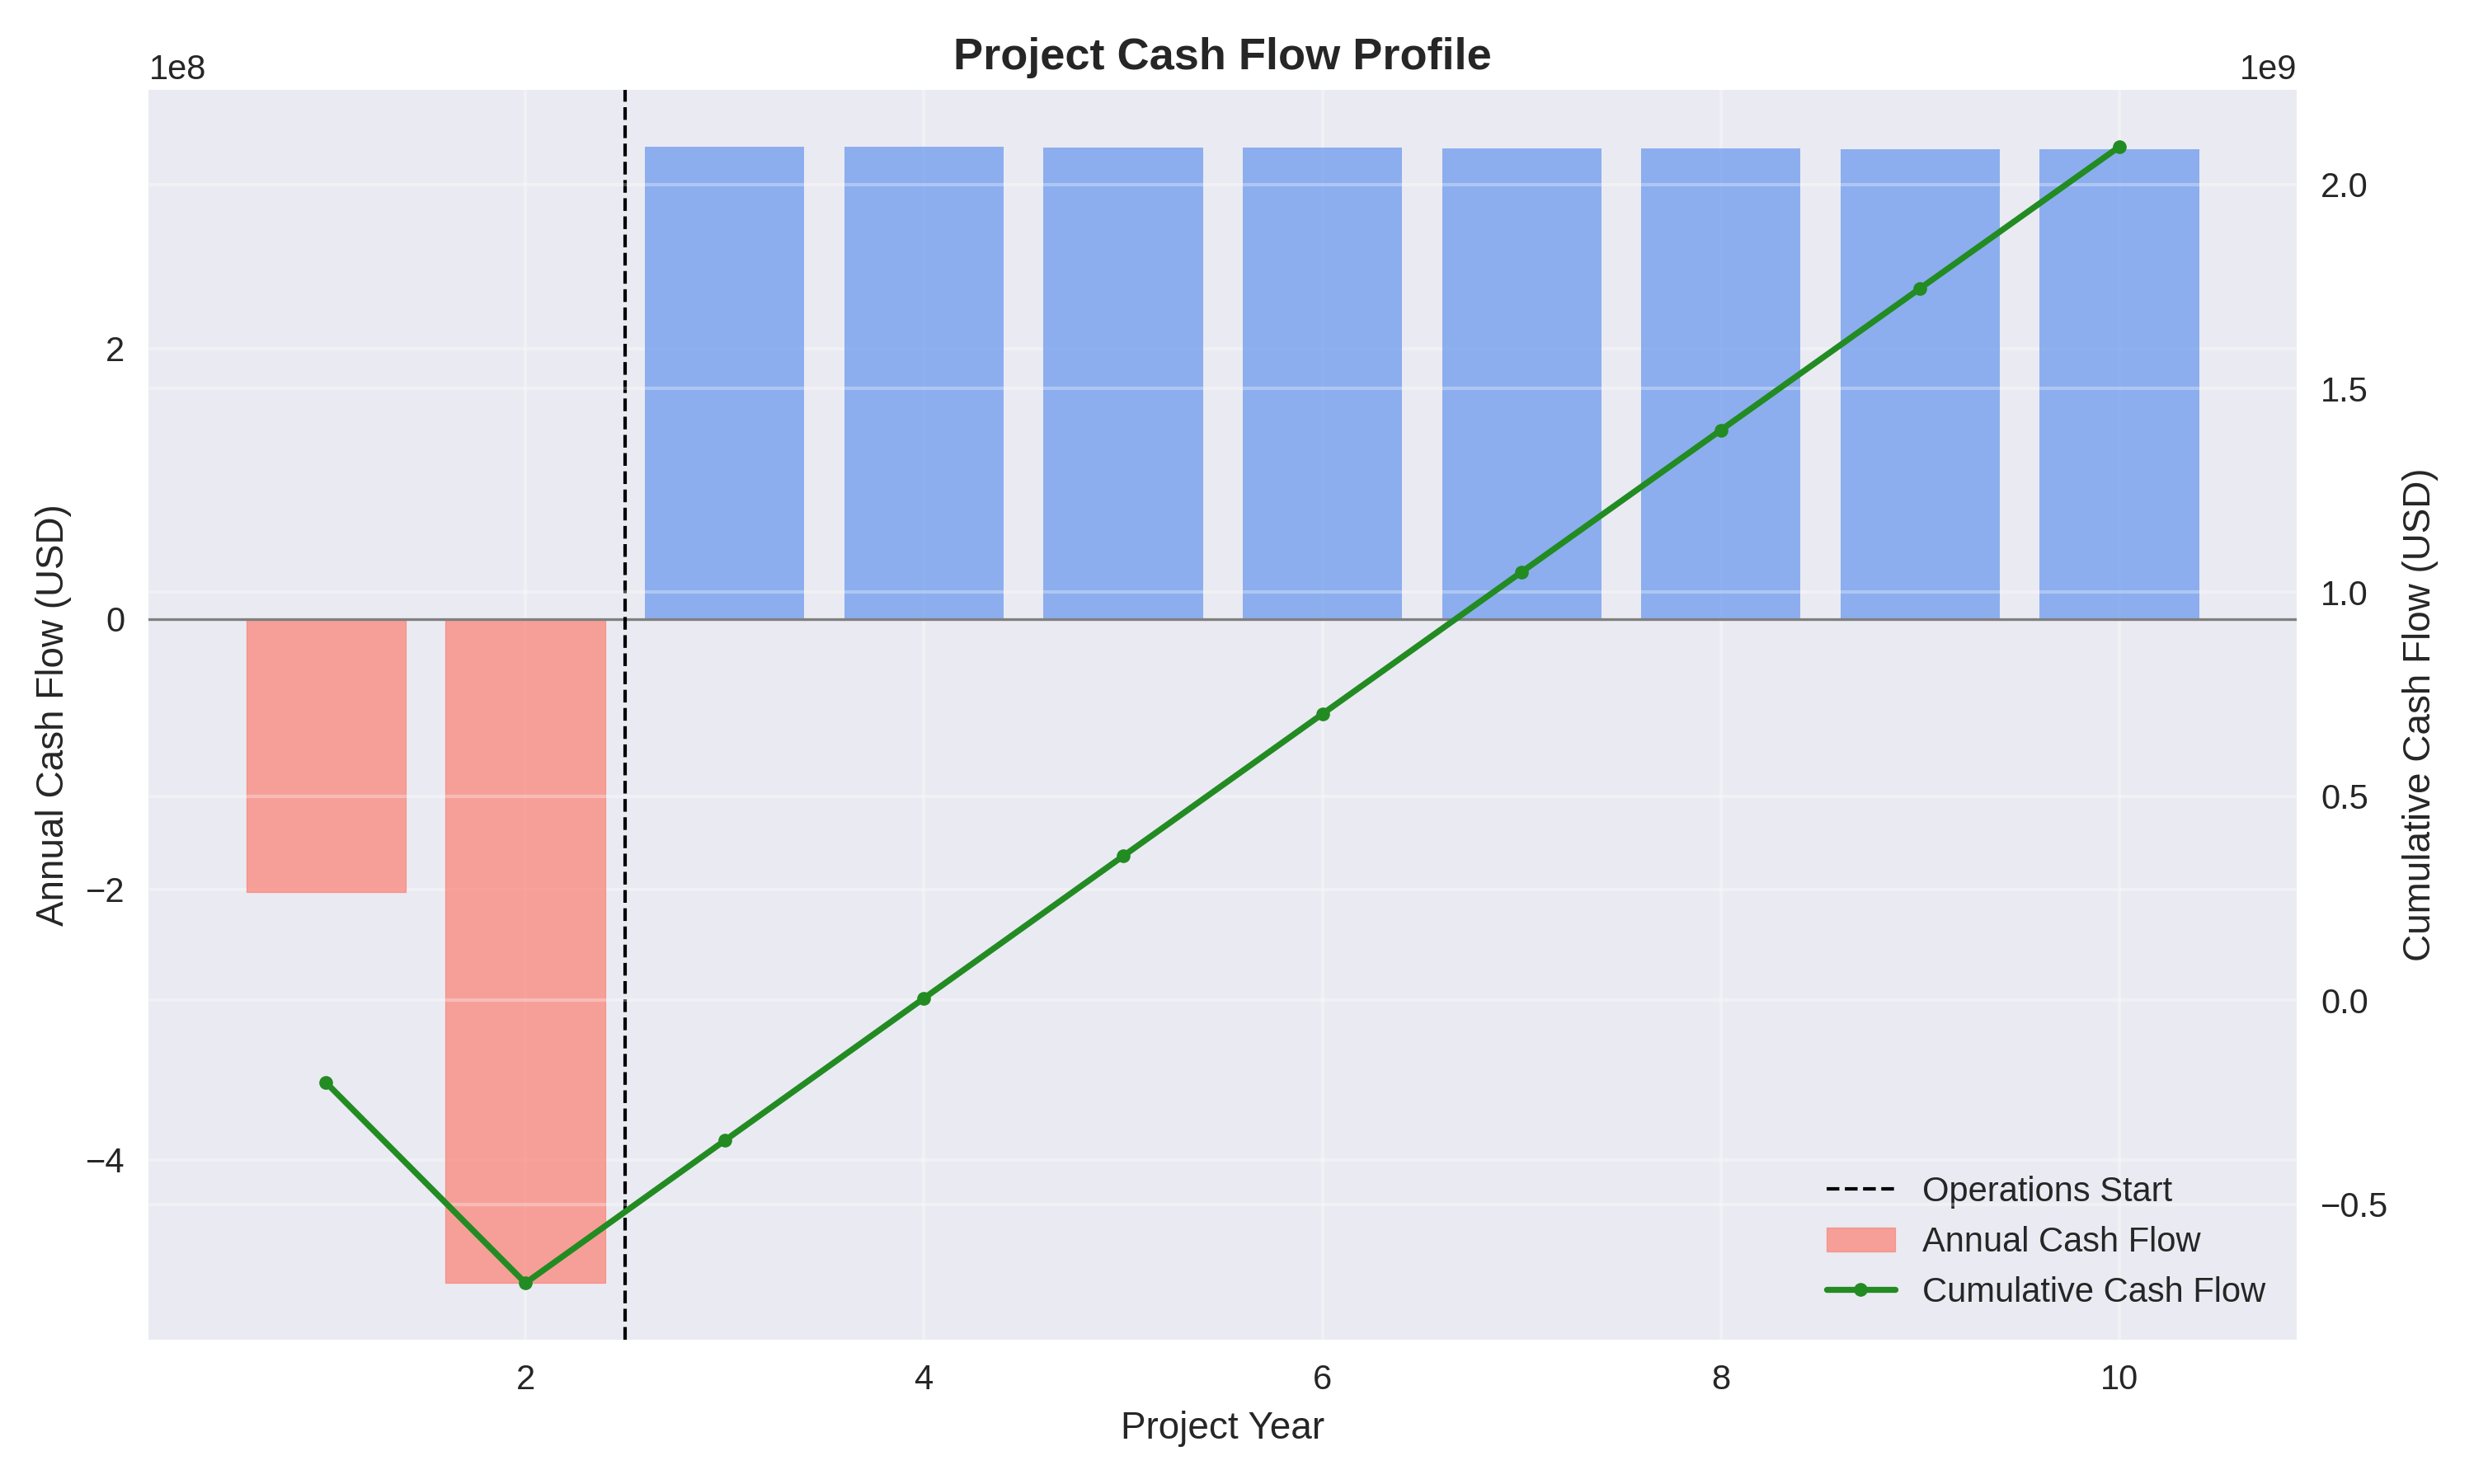 Project Cash Flow Profile
1e8
1e9
2
0
−2
−4
Annual Cash Flow (USD)
2.0
1.5
1.0
0.5
0.0
−0.5
Cumulative Cash Flow (USD)
Operations Start
Annual Cash Flow
Cumulative Cash Flow
2 4 6 8 10
Project Year